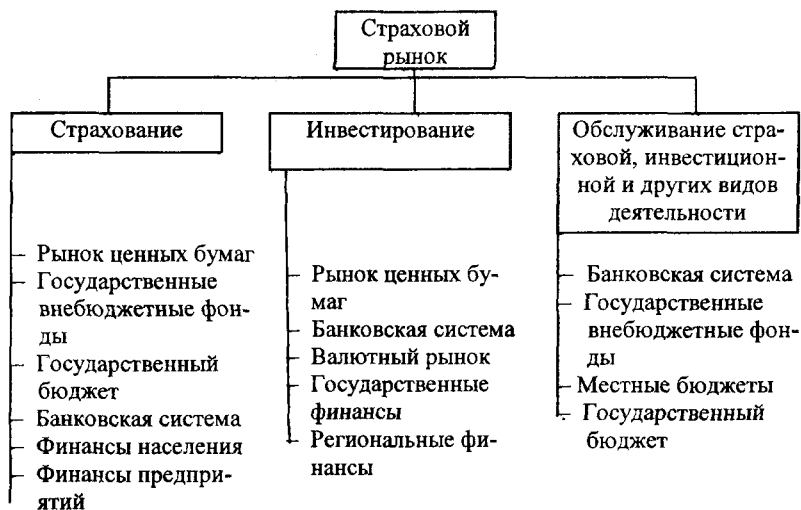 Страховой
рынок
Страхование
Рынок ценных бумаг
Государственные
внебюджетные фон-
ды
Государственный
бюджет
Банковская система
Финансы населения
Финансы предпри-
ятий
Инвестирование
Рынок ценных бу-
маг
Банковская система
Валютный рынок
Государственные
финансы
Региональные фи-
нансы
Обслуживание стра-
ховой, инвестицион-
ной и других видов
деятельности
Банковская система
Государственные
внебюджетные фон-
ды
Местные бюджеты
Государственный
бюджет